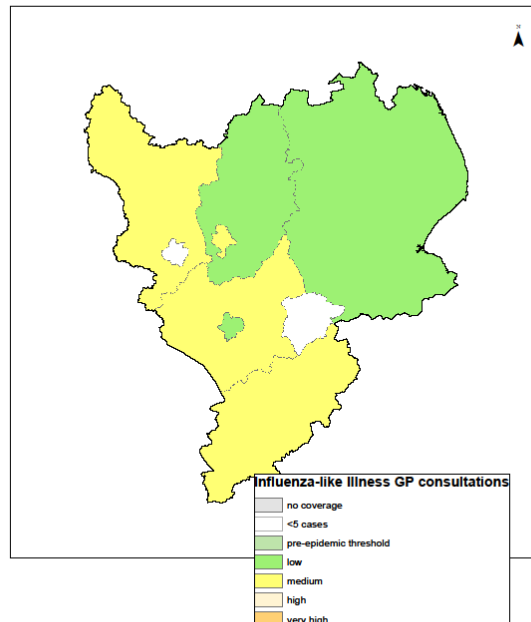 N
Influenza-like Illness GP consultations
no coverage
<5 cases
pre-epidemic threshold
low
medium
high
very high